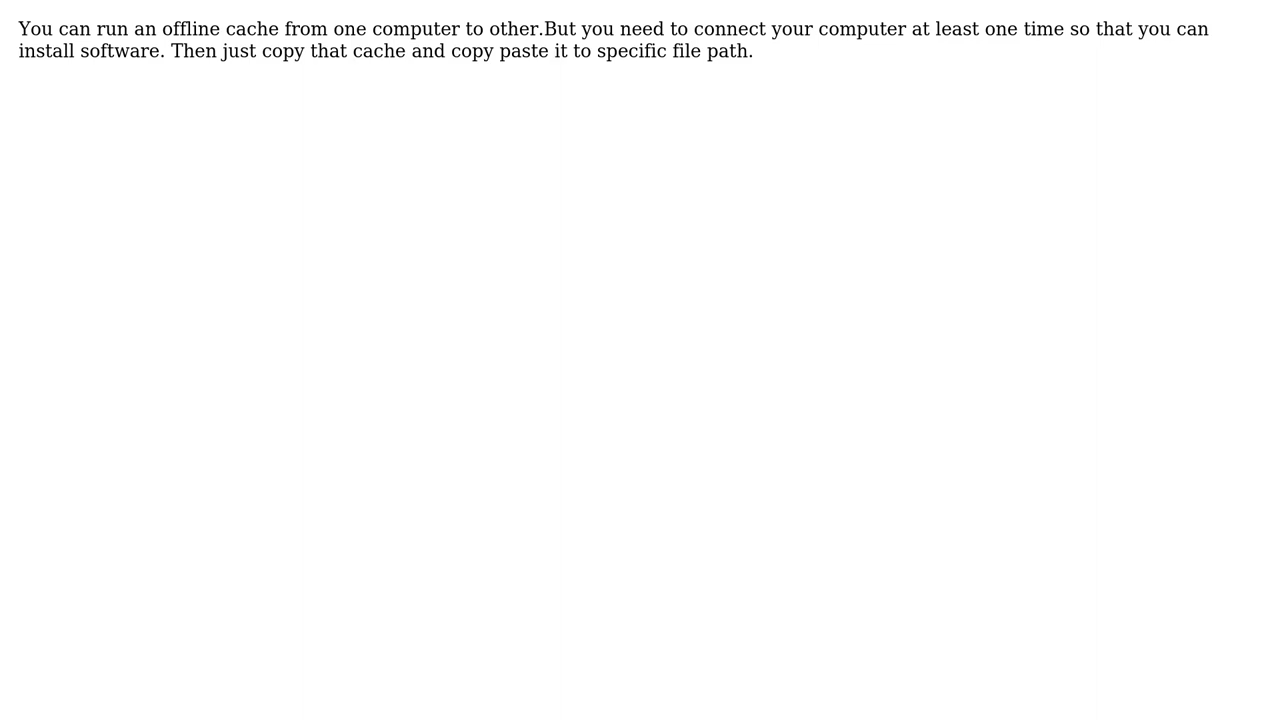 You can run an offline cache from one computer to other.But you need to connect your computer at least one time so that you can
install software. Then just copy that cache and copy paste it to specific file path.